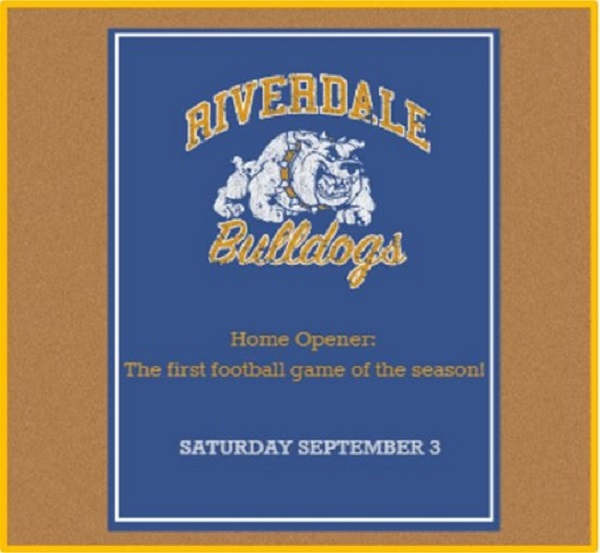 RIVERDALE
Bulldogs
Home Opener:
The first football game of the season!
SATURDAY SEPTEMBER 3